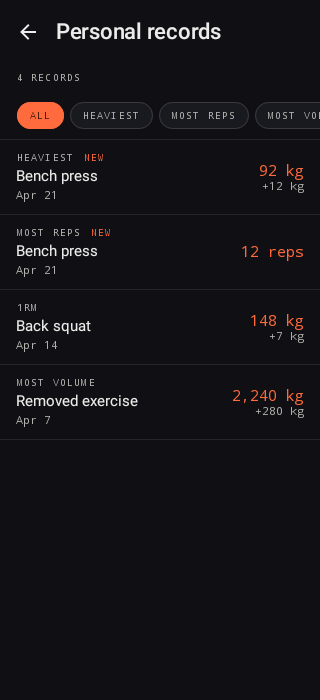 Personal records
4 RECORDS
ALL
HEAVIEST
MOST REPS
MOST VO
HEAVIEST NEW
Bench press
Apr 21
92 kg
+12 kg
MOST REPS NEW
Bench press
Apr 21
12 reps
1RM
Back squat
Apr 14
148 kg
+7 kg
MOST VOLUME
Removed exercise
Apr 7
2,240 kg
+280 kg